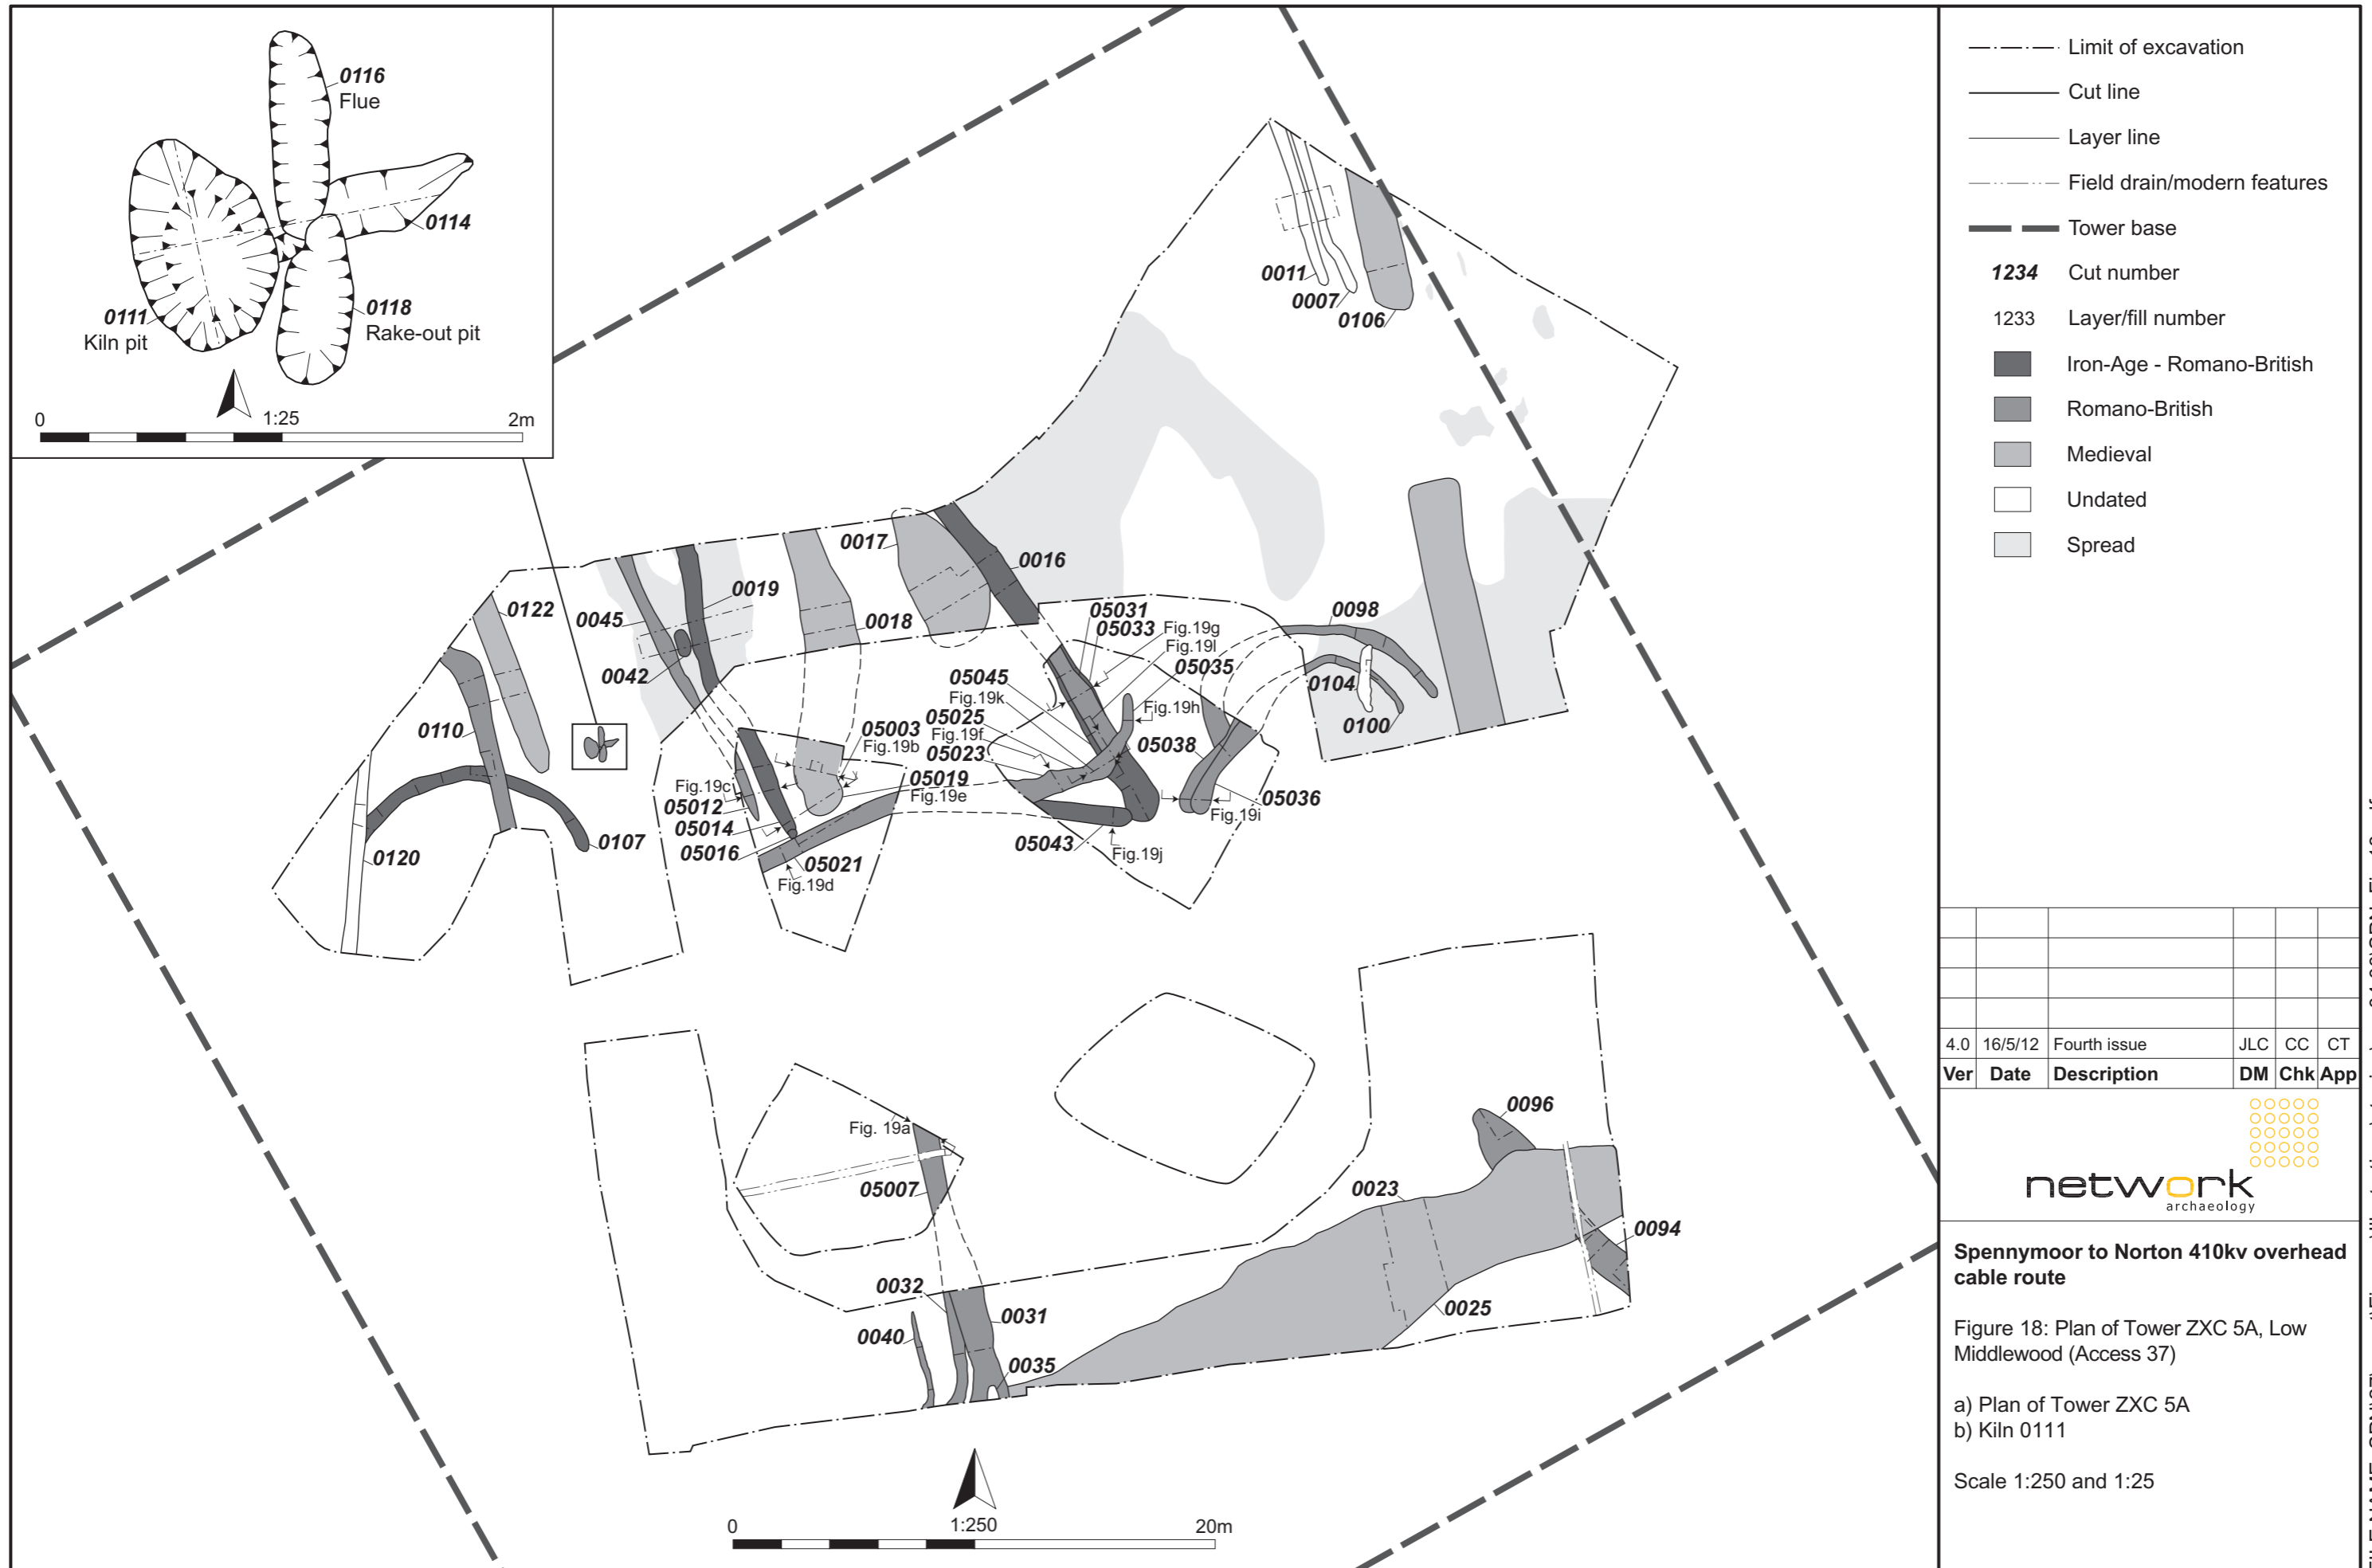 0116
Flue
0114
0118
Rake-out pit
0111
Kiln pit
0
1:25
2m
0011
0007
0106
0017
0016
0122
0045
0019
0018
0042
05031
05033
Fig.19g
Fig.19l
05035
0098
05045
Fig.19k
05025
Fig.19f
05023
Fig.19h
0104
0100
0110
05003
Fig.19b
05038
05019
Fig.19e
Fig.19c
05012
05014
05016
05036
Fig.19i
0107
0120
05021
Fig.19d
05043
Fig.19j
Fig. 19a
05007
0096
0023
0094
0032
0031
0025
0040
0035
0
1:250
20m
Limit of excavation
Cut line
Layer line
Field drain/modern features
Tower base
1234 Cut number
1233 Layer/fill number
Iron-Age - Romano-British
Romano-British
Medieval
Undated
Spread
4.0 16/5/12 Fourth issue JLC CC CT
Ver Date Description DM Chk App
network
archaeology
Spennymoor to Norton 410kv overhead
cable route
Figure 18: Plan of Tower ZXC 5A, Low
Middlewood (Access 37)
a) Plan of Tower ZXC 5A
b) Kiln 0111
Scale 1:250 and 1:25